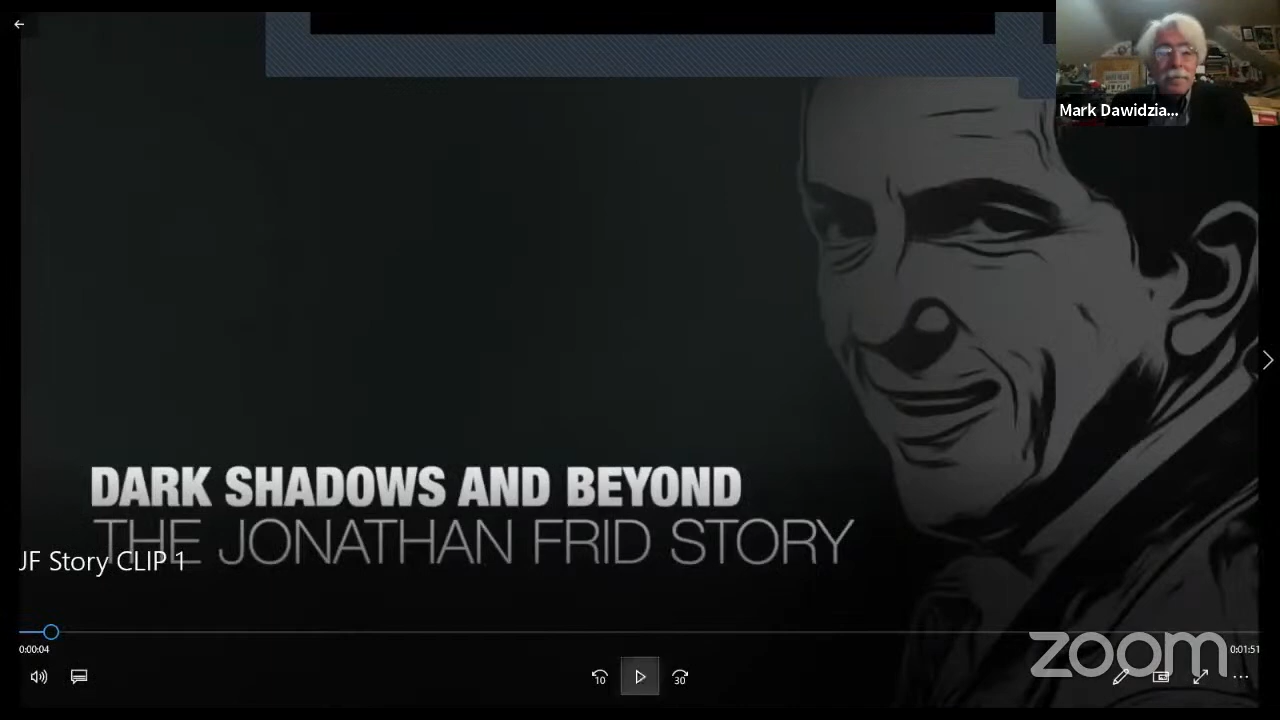 Mark Dawidzia...
DARK SHADOWS AND BEYOND
THE JONATHAN FRID STORY
JF Story CLIP 1
0:00:04
0:01:51
10
30
zoom